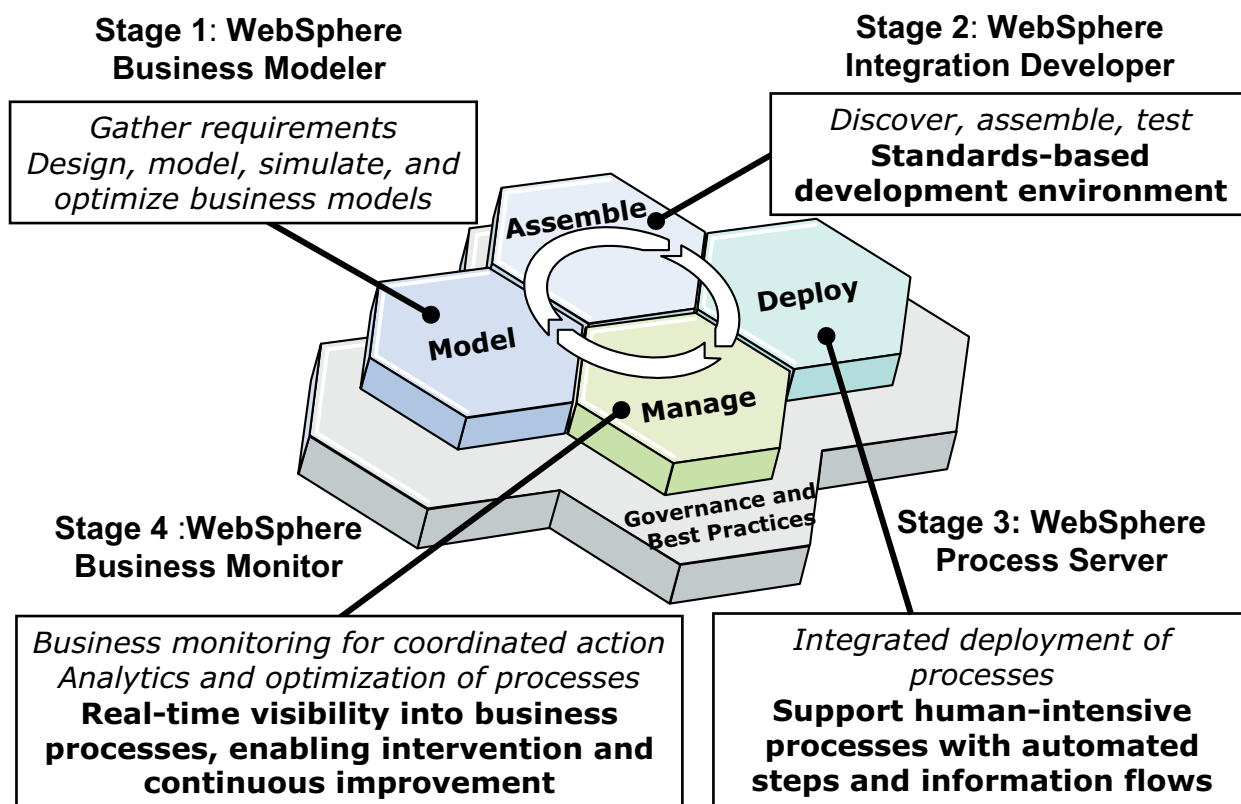 Stage 1: WebSphere
Business Modeler
Gather requirements
Design, model, simulate, and
optimize business models
Stage 2: WebSphere
Integration Developer
Discover, assemble, test
Standards-based
development environment
Assemble
Deploy
Model
Manage
Governance and
Best Practices
Stage 4 :WebSphere
Business Monitor
Business monitoring for coordinated action
Analytics and optimization of processes
Real-time visibility into business
processes, enabling intervention and
continuous improvement
Stage 3: WebSphere
Process Server
Integrated deployment of
processes
Support human-intensive
processes with automated
steps and information flows